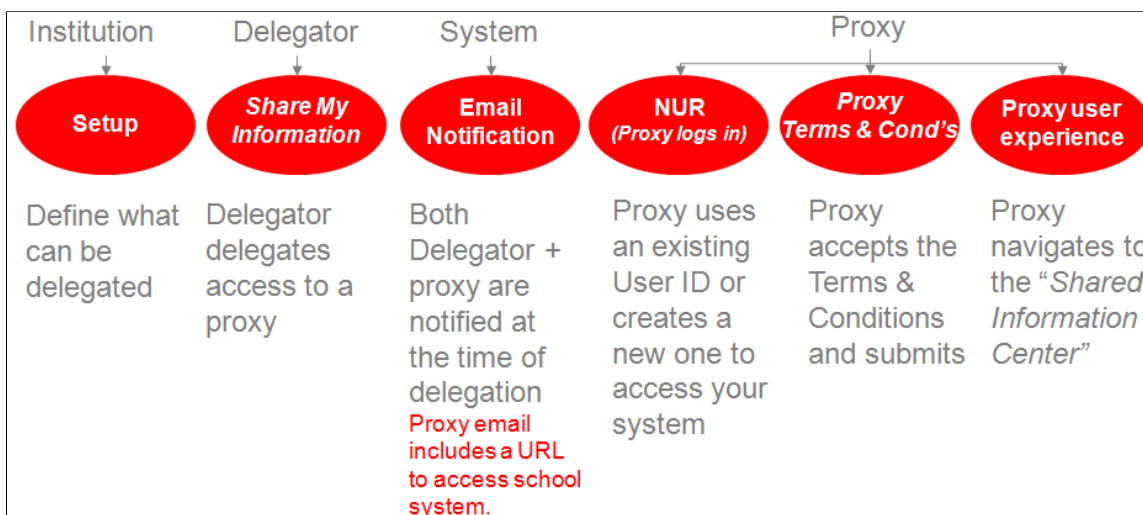 Institution
Delegator
System
Proxy
Setup
Share My
Information
Email
Notification
NUR
(Proxy logs in)
Proxy
Terms & Cond's
Proxy user
experience
Define what
can be
delegated
Delegator
delegates
access to a
proxy
Both
Delegator +
proxy are
notified at
the time of
delegation
Proxy email
includes a URL
to access school
system.
Proxy uses
an existing
User ID or
creates a
new one to
access your
system
Proxy
accepts the
Terms &
Conditions
and submits
Proxy
navigates to
the “Shared
Information
Center”